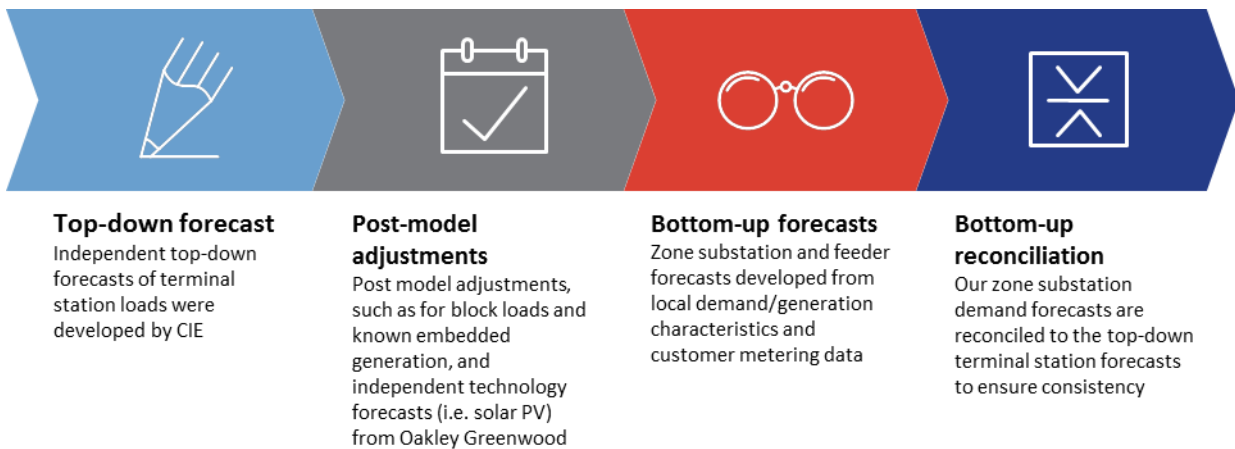 Top-down forecast
Independent top-down
forecasts of terminal
station loads were
developed by CIE
Post-model
adjustments
Post model adjustments,
such as for block loads and
known embedded
generation, and
independent technology
forecasts (i.e. solar PV)
from Oakley Greenwood
Bottom-up forecasts
Zone substation and feeder
forecasts developed from
local demand/generation
characteristics and
customer metering data
Bottom-up
reconciliation
Our zone substation
demand forecasts are
reconciled to the top-down
terminal station forecasts
to ensure consistency